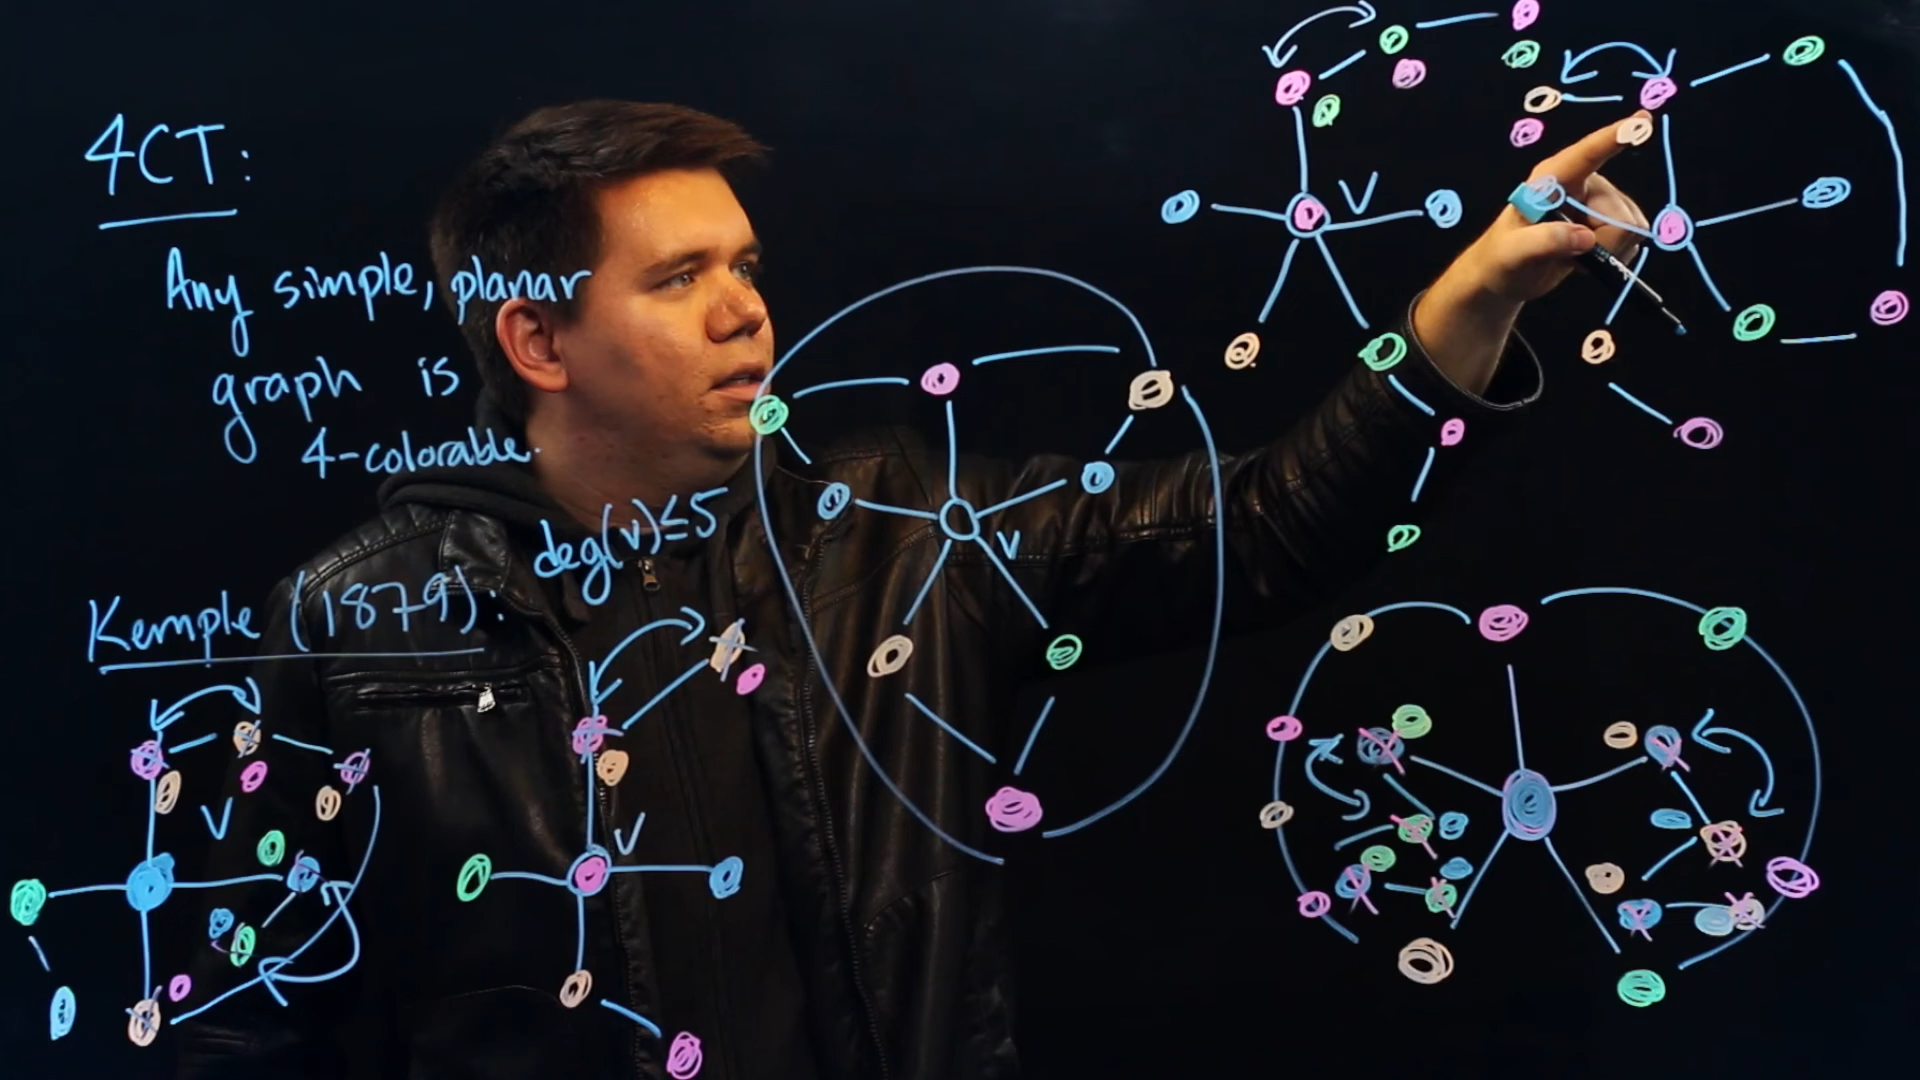 4CT:
Any simple, planar
graph is
4-colorable.
deg(v)≤5
Kemple (1879):
V
V
V
V